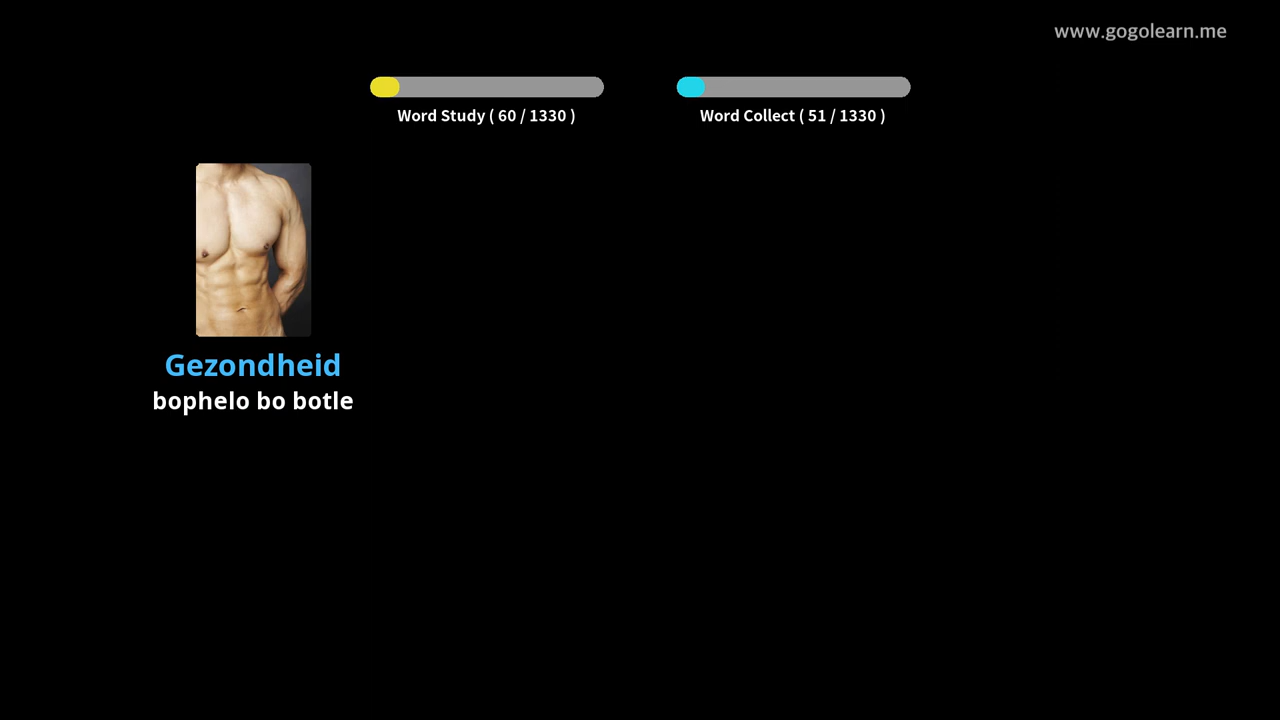 www.gogolearn.me
Word Study ( 60 / 1330 )
Word Collect ( 51 / 1330 )
Gezondheid
bophelo bo botle